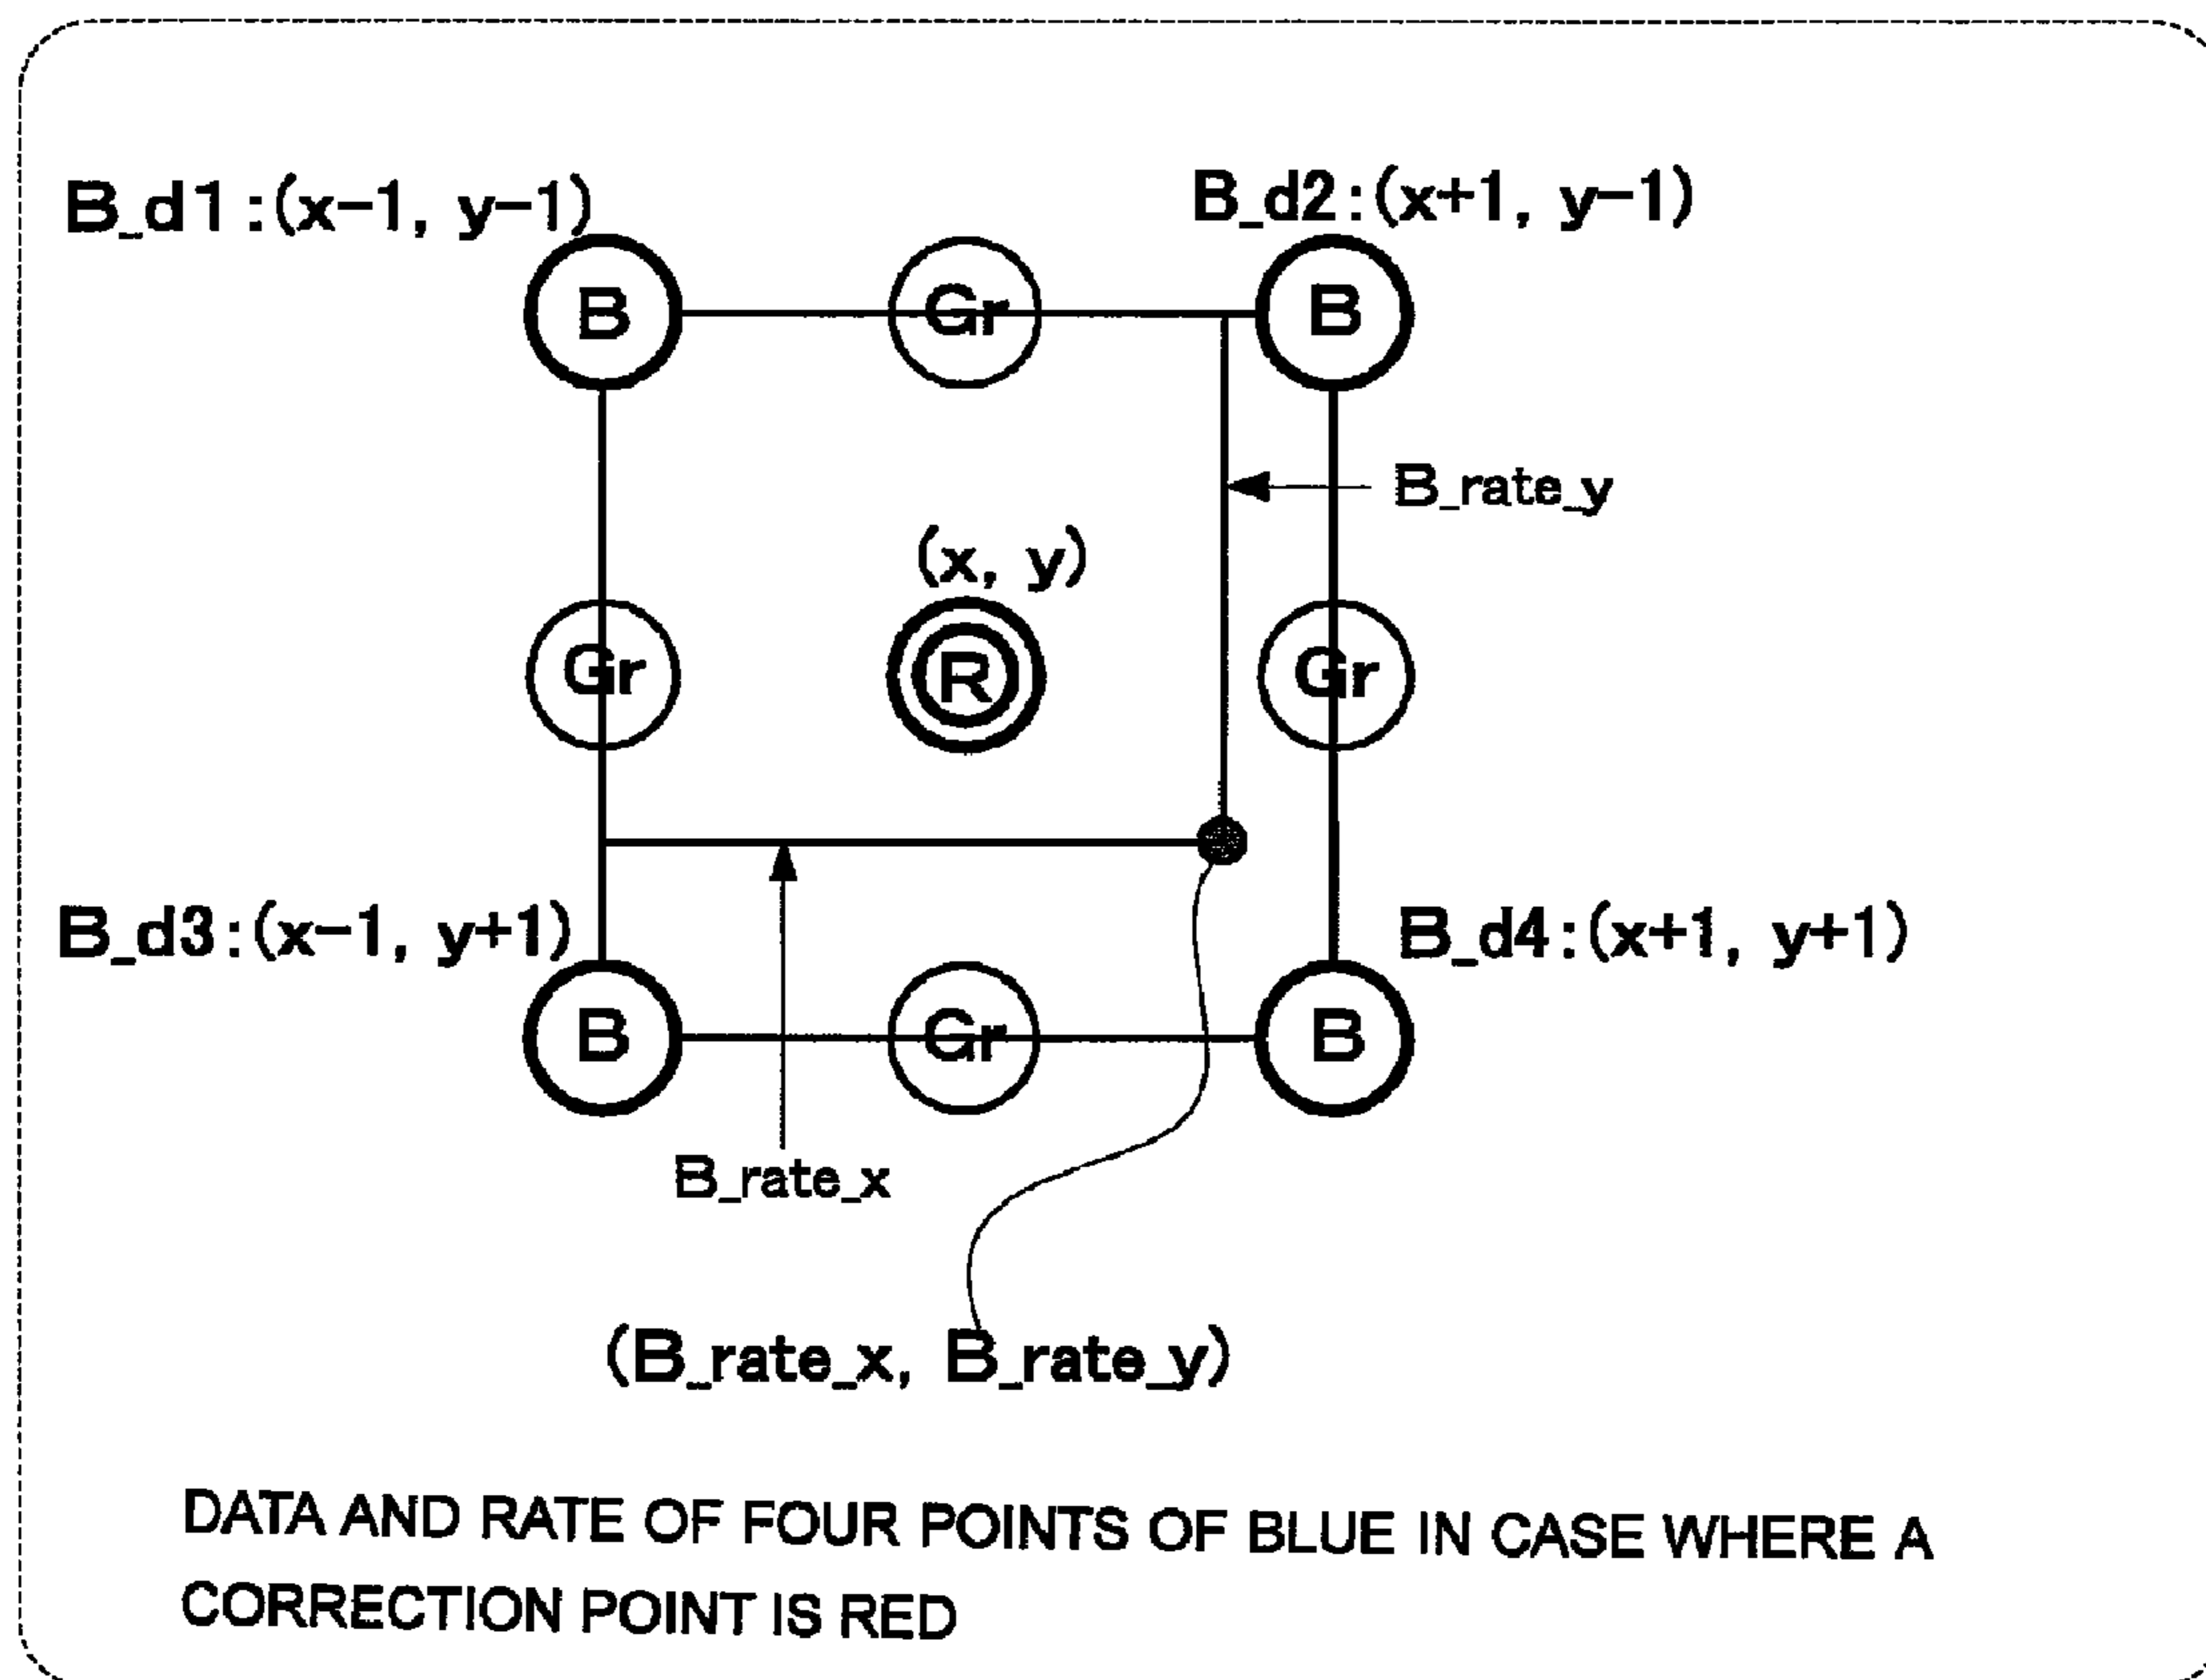 B_d1:(x-1, y-1)
B_d2:(x+1, y-1)
B
Gr
B
B_rate_y
(x, y)
Gr
R
Gr
B_d3:(x-1, y+1)
B_d4:(x+1, y+1)
B
Gr
B
B_rate_x
(B_rate_x, B_rate_y)
DATA AND RATE OF FOUR POINTS OF BLUE IN CASE WHERE A
CORRECTION POINT IS RED